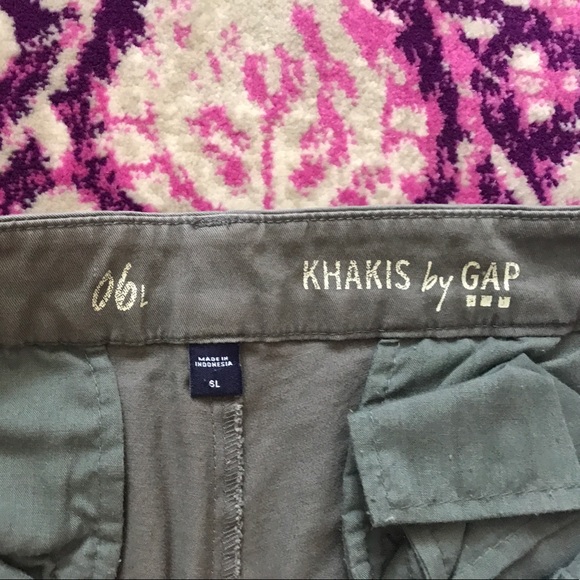 06L
KHAKIS by GAP
MADE IN
INDONESIA
6L